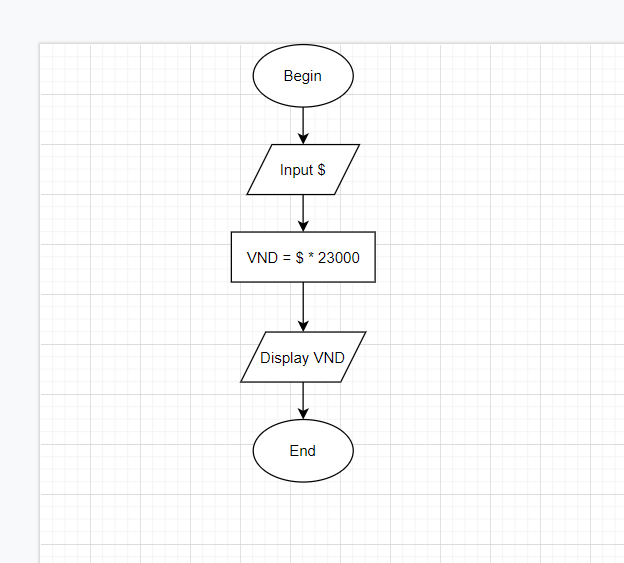 Begin
Input $
VND = $ * 23000
Display VND
End